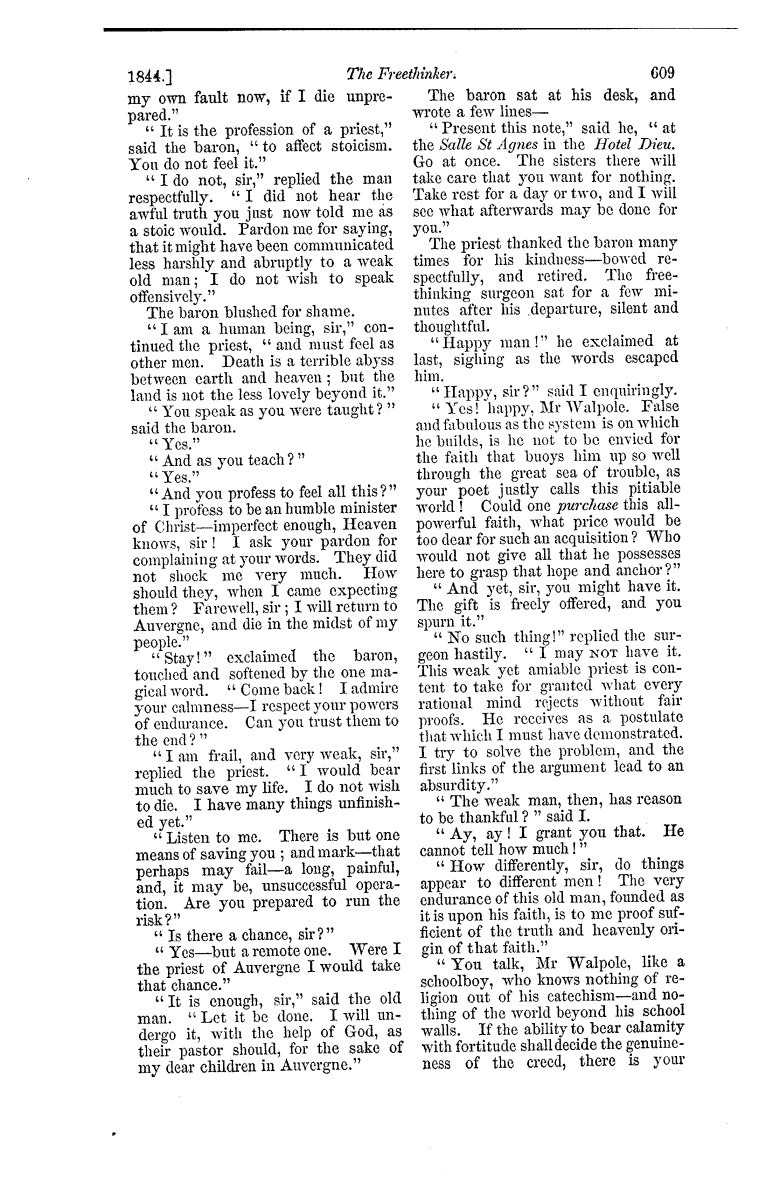 1844.] The Freethinker. 609
my own fault now, if I die unpre-
pared."
" It is the profession of a priest,"
said the baron, " to affect stoicism.
You do not feel it."
" I do not, sir," replied the man
respectfully. " I did not hear the
awful truth you just now told me as
a stoic would. Pardon me for saying,
that it might have been communicated
less harshly and abruptly to a weak
old man; I do not wish to speak
offensively."
The baron blushed for shame.
" I am a human being, sir," con-
tinued the priest, " and must feel as
other men. Death is a terrible abyss
between earth and heaven ; but the
land is not the less lovely beyond it."
" You speak as you were taught ? "
said the baron.
" Yes."
" And as you teach ? "
" Yes."
" And you profess to feel all this ?"
" I profess to be an humble minister
of Christ—imperfect enough, Heaven
knows, sir ! I ask your pardon for
complaining at your words. They did
not shock me very much. How
should they, when I came expecting
them ? Farewell, sir ; I will return to
Auvergne, and die in the midst of my
people."
" Stay ! " exclaimed the baron,
touched and softened by the one ma-
gical word. " Come back ! I admire
your calmness—I respect your powers
of endurance. Can you trust them to
the end ? "
" I am frail, and very weak, sir,"
replied the priest. " I would bear
much to save my life. I do not wish
to die. I have many things unfinish-
ed yet."
" Listen to me. There is but one
means of saving you ; and mark—that
perhaps may fail—a long, painful,
and, it may be, unsuccessful opera-
tion. Are you prepared to run the
risk ?"
" Is there a chance, sir ? "
" Yes—but a remote one. Were I
the priest of Auvergne I would take
that chance."
" It is enough, sir," said the old
man. " Let it be done. I will un-
dergo it, with the help of God, as
their pastor should, for the sake of
my dear children in Auvergne."
The baron sat at his desk, and
wrote a few lines—
" Present this note," said he, " at
the Salle St Agnes in the Hotel Dieu.
Go at once. The sisters there will
take care that you want for nothing.
Take rest for a day or two, and I will
see what afterwards may be done for
you."
The priest thanked the baron many
times for his kindness—bowed re-
spectfully, and retired. The free-
thinking surgeon sat for a few mi-
nutes after his departure, silent and
thoughtful.
" Happy man ! " he exclaimed at
last, sighing as the words escaped
him.
" Happy, sir ? " said I enquiringly.
" Yes ! happy, Mr Walpole. False
and fabulous as the system is on which
he builds, is he not to be envied for
the faith that buoys him up so well
through the great sea of trouble, as
your poet justly calls this pitiable
world ! Could one purchase this all-
powerful faith, what price would be
too dear for such an acquisition ? Who
would not give all that he possesses
here to grasp that hope and anchor ?"
" And yet, sir, you might have it.
The gift is freely offered, and you
spurn it."
" No such thing!" replied the sur-
geon hastily. " I may NOT have it.
This weak yet amiable priest is con-
tent to take for granted what every
rational mind rejects without fair
proofs. He receives as a postulate
that which I must have demonstrated.
I try to solve the problem, and the
first links of the argument lead to an
absurdity."
" The weak man, then, has reason
to be thankful ? " said I.
" Ay, ay ! I grant you that. He
cannot tell how much ! "
" How differently, sir, do things
appear to different men ! The very
endurance of this old man, founded as
it is upon his faith, is to me proof suf-
ficient of the truth and heavenly ori-
gin of that faith."
" You talk, Mr Walpole, like a
schoolboy, who knows nothing of re-
ligion out of his catechism—and no-
thing of the world beyond his school
walls. If the ability to bear calamity
with fortitude shall decide the genuine-
ness of the creed, there is your